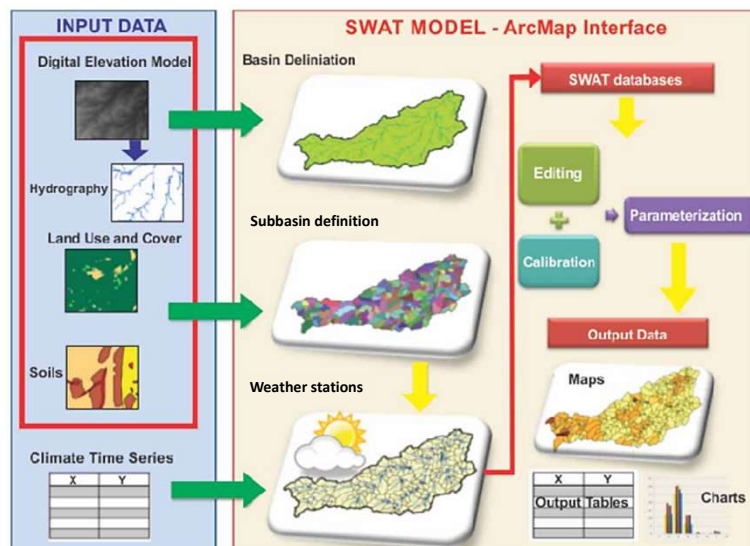 INPUT DATA
Digital Elevation Model
Hydrography
Land Use and Cover
Soils
Climate Time Series
X Y
SWAT MODEL - ArcMap Interface
Basin Deliniation
Subbasin definition
Weather stations
SWAT databases
Editing
Calibration
Parameterization
Output Data
Maps
X Y
Output Tables
Charts